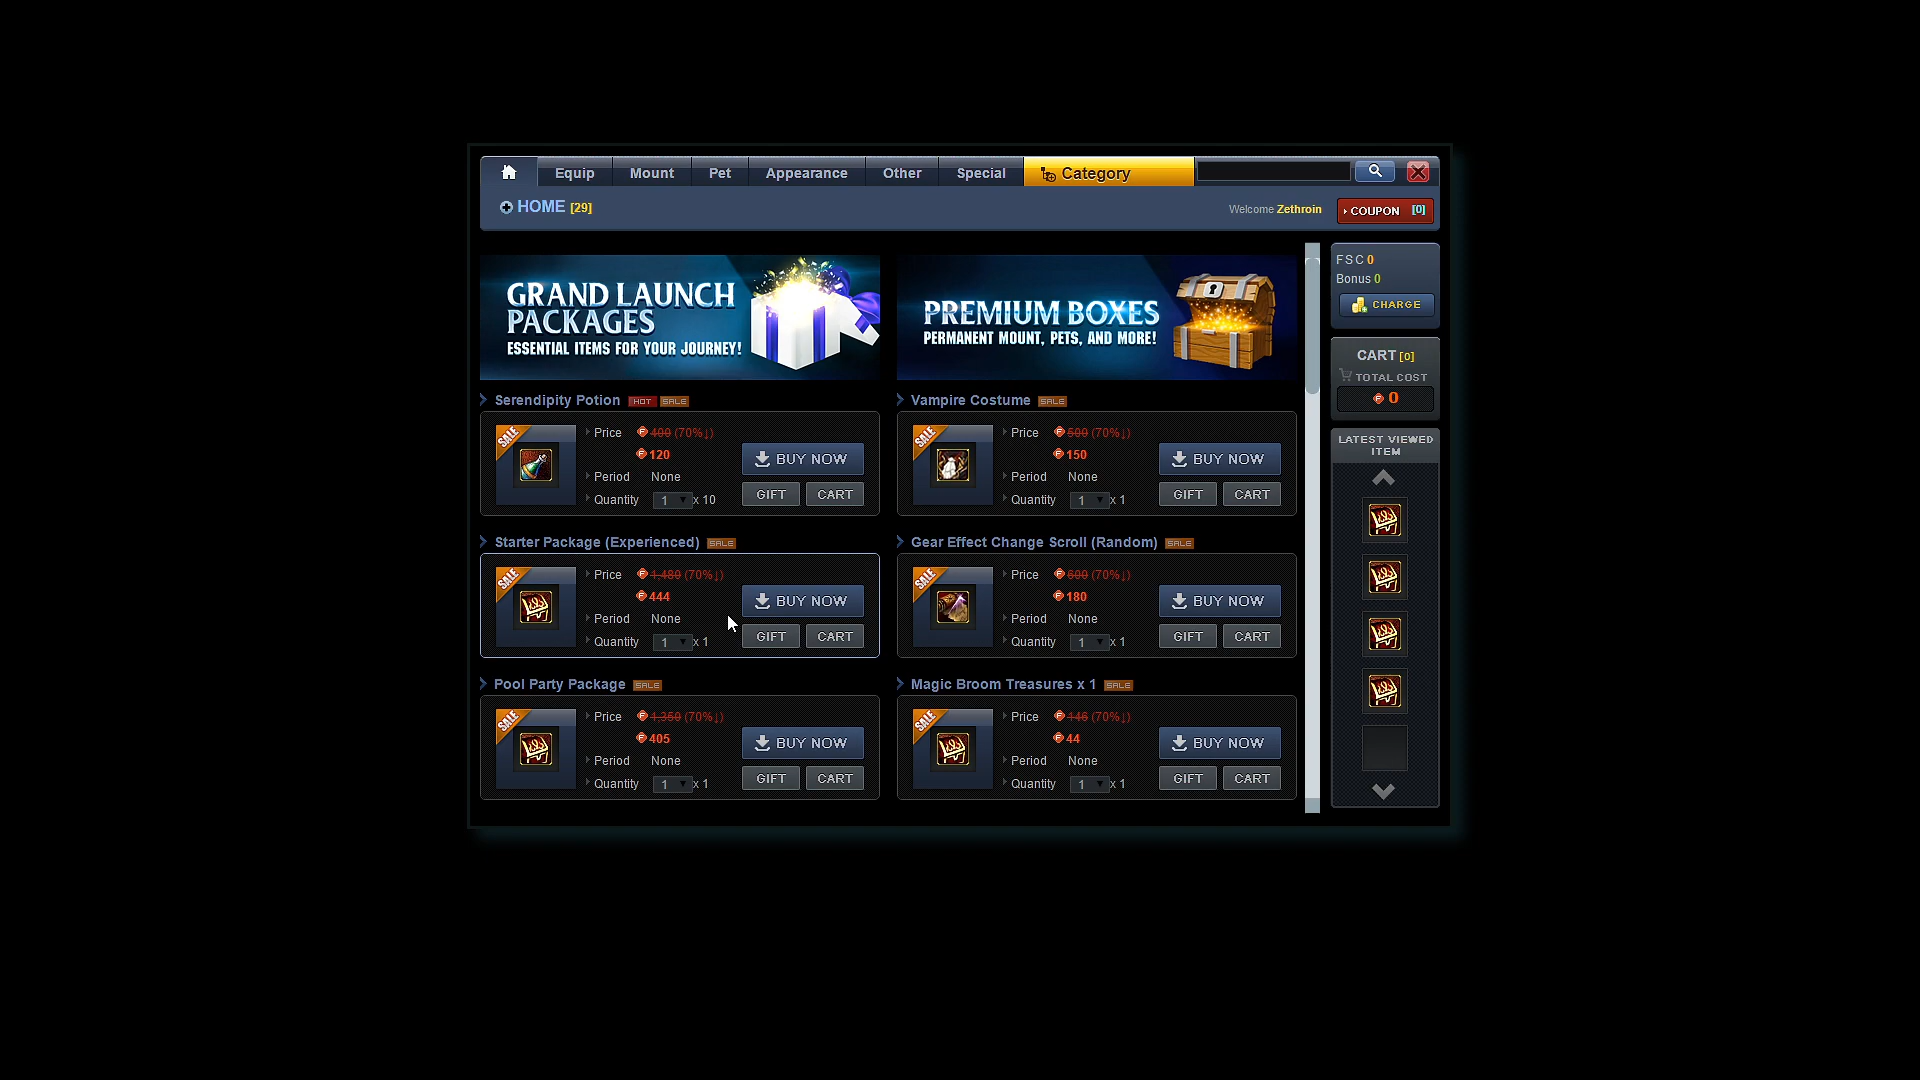 Equip Mount Pet Appearance Other Special Category
HOME [29]
Welcome Zethroin
COUPON [0]
GRAND LAUNCH
PACKAGES
ESSENTIAL ITEMS FOR YOUR JOURNEY!
PREMIUM BOXES
PERMANENT MOUNT, PETS, AND MORE!
Serendipity Potion HOT SALE
SALE
Price 400 (70%↓)
120
Period None
Quantity 1 x 10
BUY NOW
GIFT CART
Vampire Costume SALE
SALE
Price 500 (70%↓)
150
Period None
Quantity 1 x 1
BUY NOW
GIFT CART
Starter Package (Experienced) SALE
SALE
Price 1,480 (70%↓)
444
Period None
Quantity 1 x 1
BUY NOW
GIFT CART
Gear Effect Change Scroll (Random) SALE
SALE
Price 600 (70%↓)
180
Period None
Quantity 1 x 1
BUY NOW
GIFT CART
Pool Party Package SALE
SALE
Price 1,350 (70%↓)
405
Period None
Quantity 1 x 1
BUY NOW
GIFT CART
Magic Broom Treasures x 1 SALE
SALE
Price 146 (70%↓)
44
Period None
Quantity 1 x 1
BUY NOW
GIFT CART
FSC 0
Bonus 0
CHARGE
CART [0]
TOTAL COST
0
LATEST VIEWED
ITEM